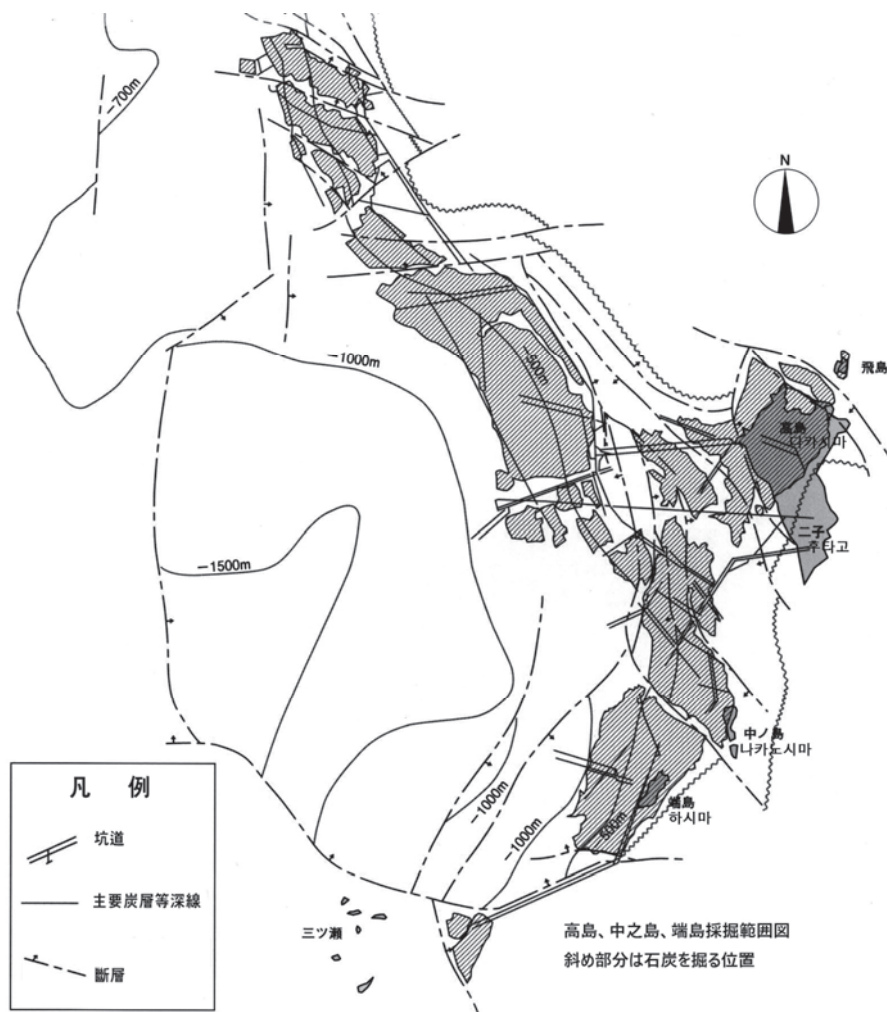 -700m
N
-1000m
-500m
飛島
高島
다카시마
-1500m
二子
후타고
中ノ島
나카노시마
-1000m
-1000m
端島
하시마
凡 例
坑道
主要炭層等深線
斷層
三ツ瀬
高島、中之島、端島採掘範囲図
斜め部分は石炭を掘る位置